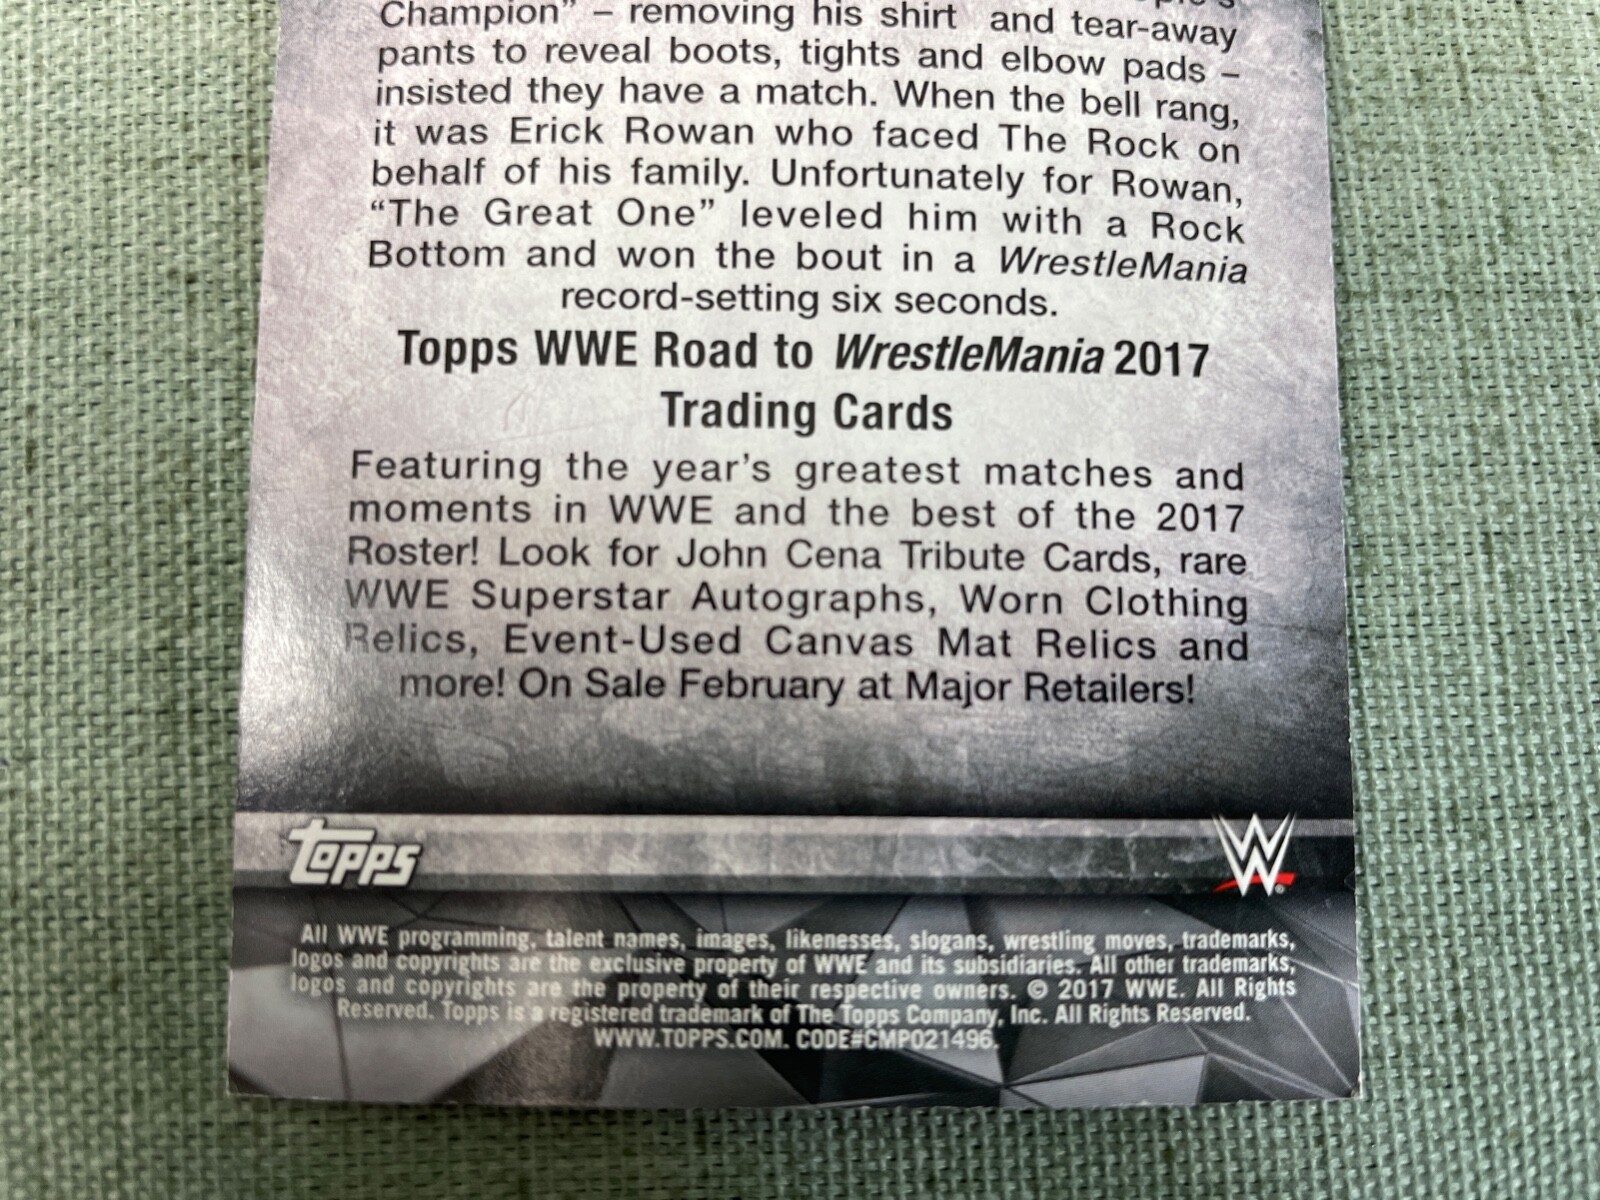 Champion” – removing his shirt and tear-away
pants to reveal boots, tights and elbow pads –
insisted they have a match. When the bell rang,
it was Erick Rowan who faced The Rock on
behalf of his family. Unfortunately for Rowan,
“The Great One” leveled him with a Rock
Bottom and won the bout in a WrestleMania
record-setting six seconds.
Topps WWE Road to WrestleMania 2017
Trading Cards
Featuring the year’s greatest matches and
moments in WWE and the best of the 2017
Roster! Look for John Cena Tribute Cards, rare
WWE Superstar Autographs, Worn Clothing
Relics, Event-Used Canvas Mat Relics and
more! On Sale February at Major Retailers!
Topps
W
All WWE programming, talent names, images, likenesses, slogans, wrestling moves, trademarks,
logos and copyrights are the exclusive property of WWE and its subsidiaries. All other trademarks,
logos and copyrights are the property of their respective owners. © 2017 WWE. All Rights
Reserved. Topps is a registered trademark of The Topps Company, Inc. All Rights Reserved.
WWW.TOPPS.COM. CODE#CMP021496.